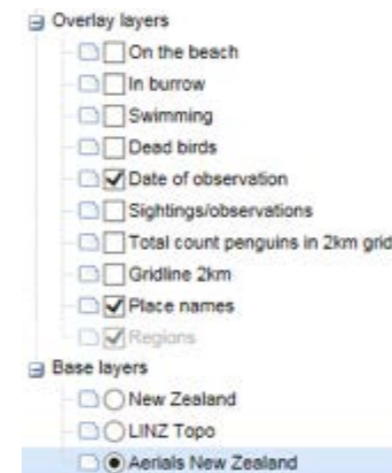 Overlay layers
On the beach
In burrow
Swimming
Dead birds
Date of observation
Sightings/observations
Total count penguins in 2km grid
Gridline 2km
Place names
Regions
Base layers
New Zealand
LINZ Topo
Aerials New Zealand